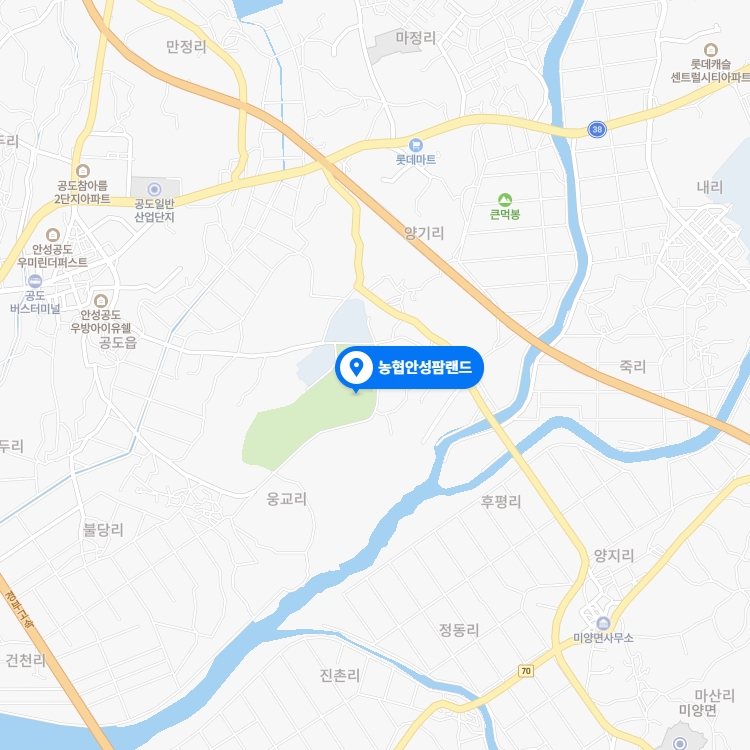 마정리
만정리
롯데캐슬
센트럴시티아파트
38
두리
롯데마트
공도참아름
2단지아파트
공도일반
산업단지
내리
큰먹봉
양기리
안성공도
우미린더퍼스트
공도
버스터미널
안성공도
우방아이유쉘
공도읍
농협안성팜랜드
죽리
두리
웅교리
후평리
불당리
양지리
경부고속
정동리
미양면사무소
건천리
진촌리
70
마산리
미양면